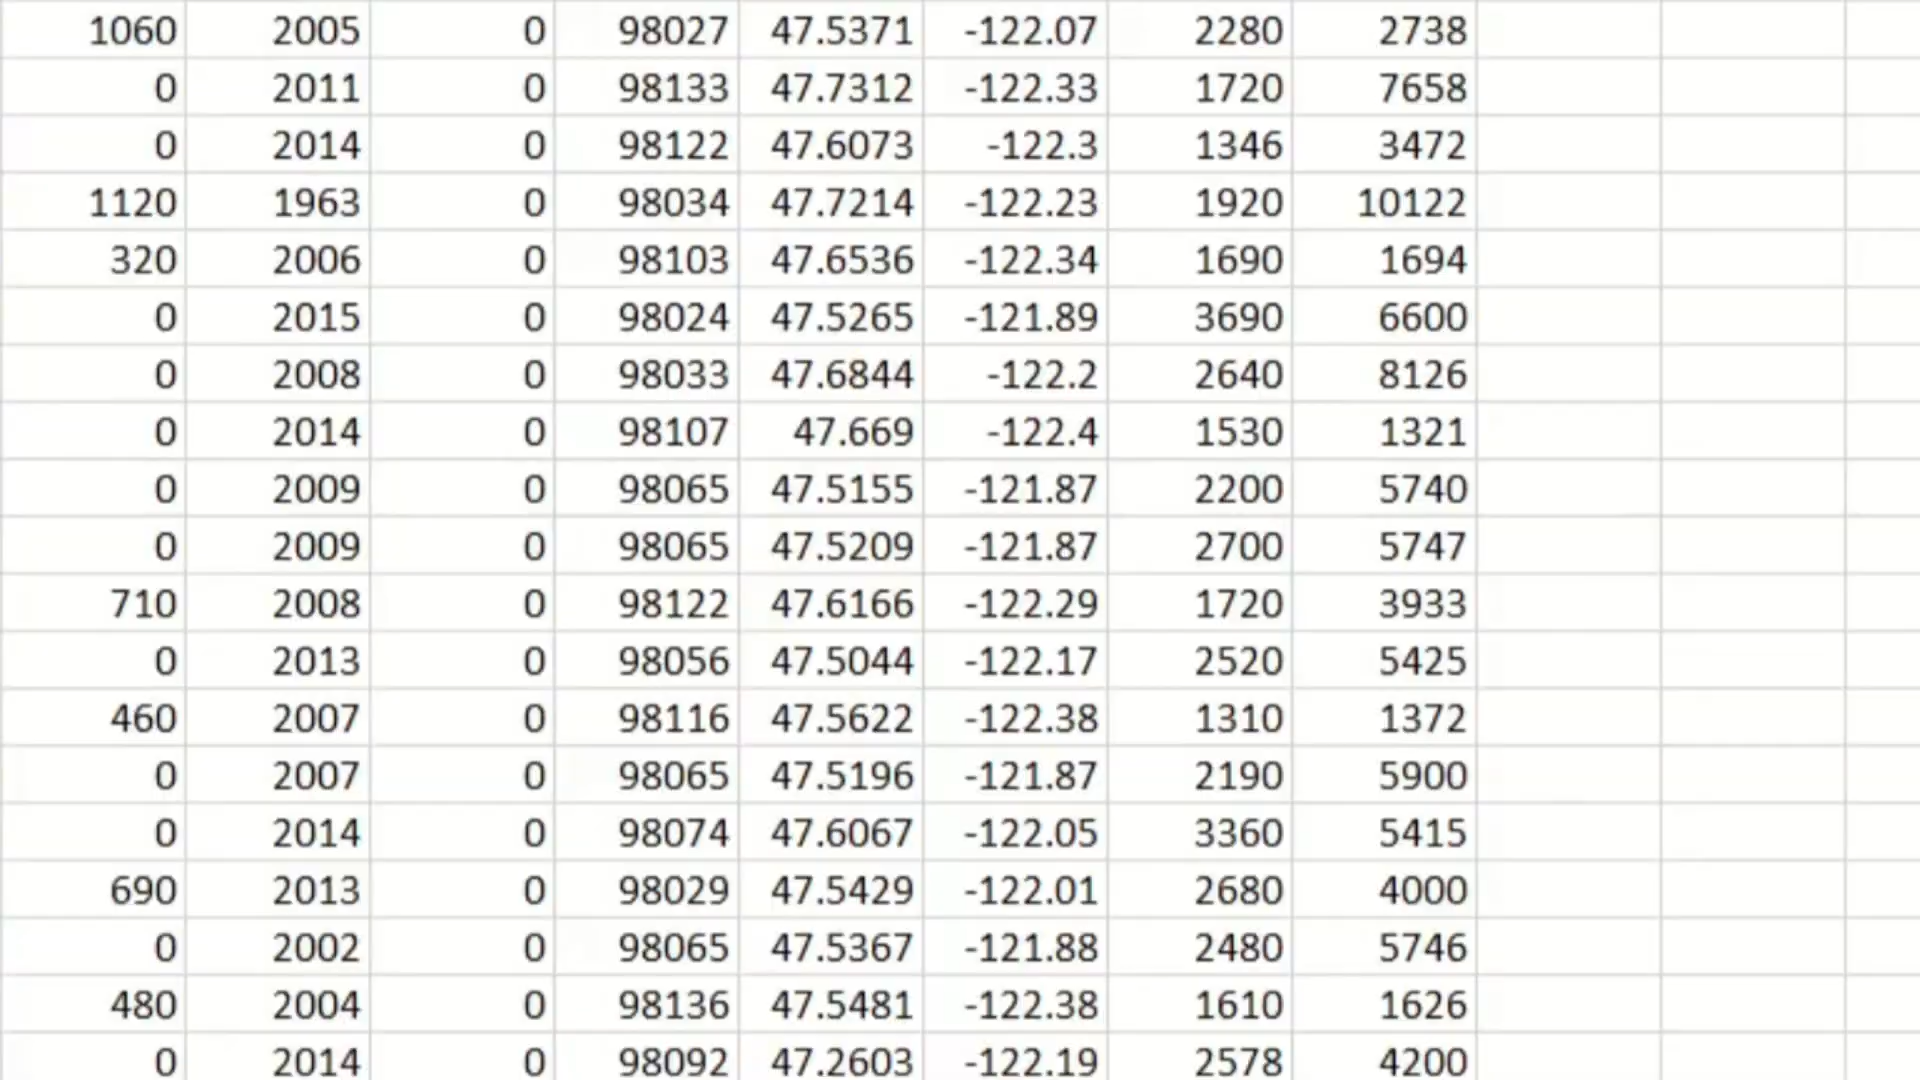 1060 2005 0 98027 47.5371 -122.07 2280 2738
0 2011 0 98133 47.7312 -122.33 1720 7658
0 2014 0 98122 47.6073 -122.3 1346 3472
1120 1963 0 98034 47.7214 -122.23 1920 10122
320 2006 0 98103 47.6536 -122.34 1690 1694
0 2015 0 98024 47.5265 -121.89 3690 6600
0 2008 0 98033 47.6844 -122.2 2640 8126
0 2014 0 98107 47.669 -122.4 1530 1321
0 2009 0 98065 47.5155 -121.87 2200 5740
0 2009 0 98065 47.5209 -121.87 2700 5747
710 2008 0 98122 47.6166 -122.29 1720 3933
0 2013 0 98056 47.5044 -122.17 2520 5425
460 2007 0 98116 47.5622 -122.38 1310 1372
0 2007 0 98065 47.5196 -121.87 2190 5900
0 2014 0 98074 47.6067 -122.05 3360 5415
690 2013 0 98029 47.5429 -122.01 2680 4000
0 2002 0 98065 47.5367 -121.88 2480 5746
480 2004 0 98136 47.5481 -122.38 1610 1626
0 2014 0 98092 47.2603 -122.19 2578 4200